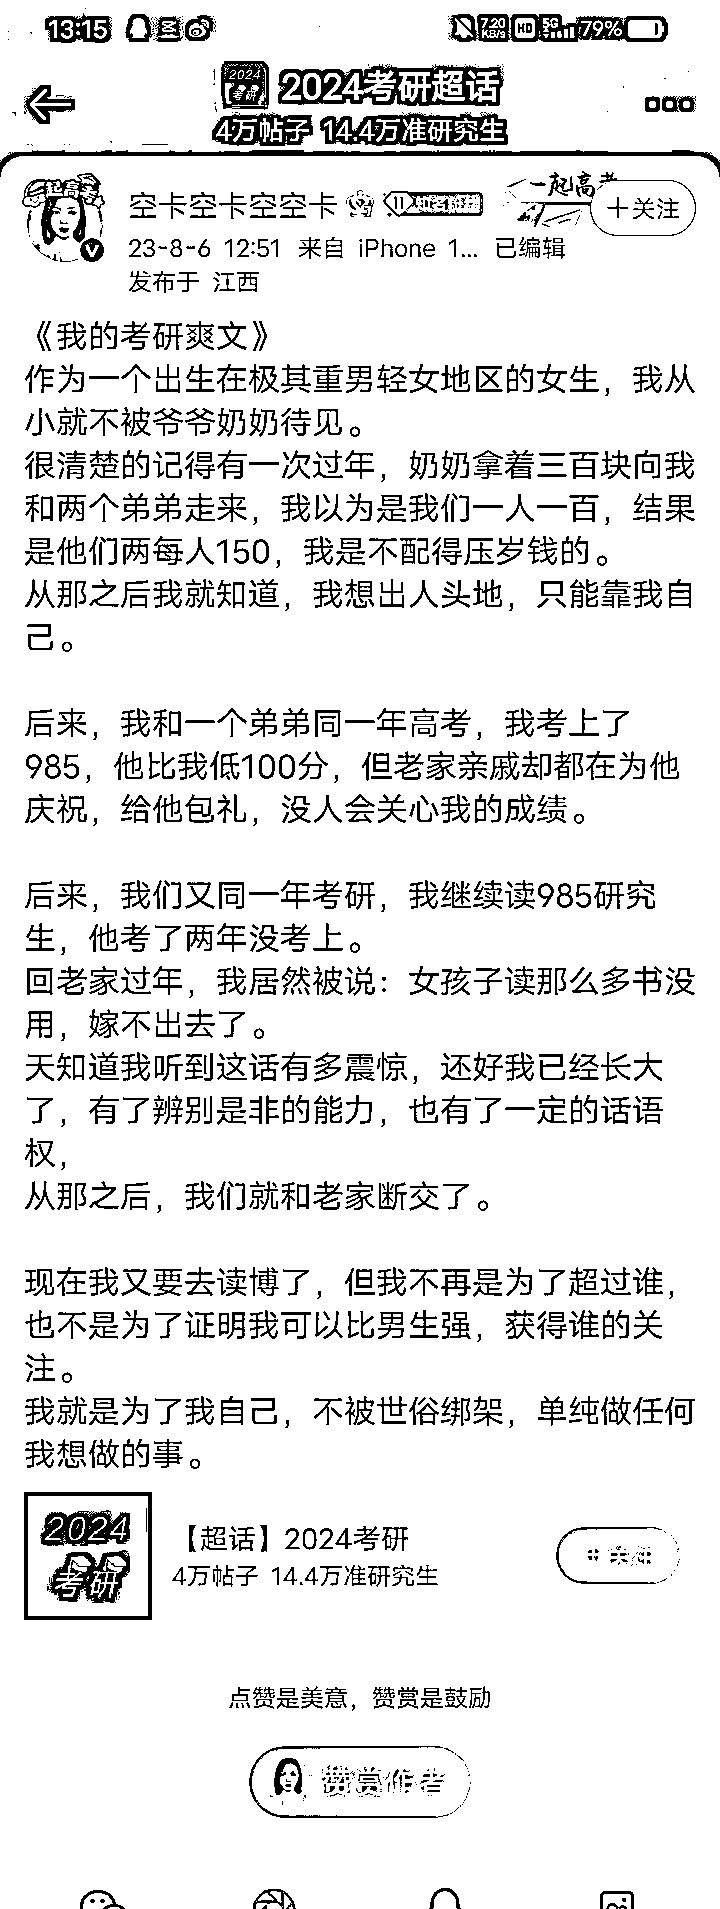 13:15
7.20 KB/s HD 5G 79%
2024考研超话
4万帖子 14.4万准研究生
空卡空卡空空卡
一起高考
十关注
23-8-6 12:51 来自 iPhone 1... 已编辑
发布于 江西
《我的考研爽文》
作为一个出生在极其重男轻女地区的女生，我从
小就不被爷爷奶奶待见。
很清楚的记得有一次过年，奶奶拿着三百块向我
和两个弟弟走来，我以为是我们一人一百，结果
是他们两每人150，我是不配得压岁钱的。
从那之后我就知道，我想出人头地，只能靠我自
己。
后来，我和一个弟弟同一年高考，我考上了
985，他比我低100分，但老家亲戚却都在为他
庆祝，给他包礼，没人会关心我的成绩。
后来，我们又同一年考研，我继续读985研究
生，他考了两年没考上。
回老家过年，我居然被说：女孩子读那么多书没
用，嫁不出去了。
天知道我听到这话有多震惊，还好我已经长大
了，有了辨别是非的能力，也有了一定的话语
权，
从那之后，我们就和老家断交了。
现在我又要去读博了，但我不再是为了超过谁，
也不是为了证明我可以比男生强，获得谁的关
注。
我就是为了我自己，不被世俗绑架，单纯做任何
我想做的事。
2024
考研
【超话】2024考研
4万帖子 14.4万准研究生
+关注
点赞是美意，赞赏是鼓励
赞赏作者